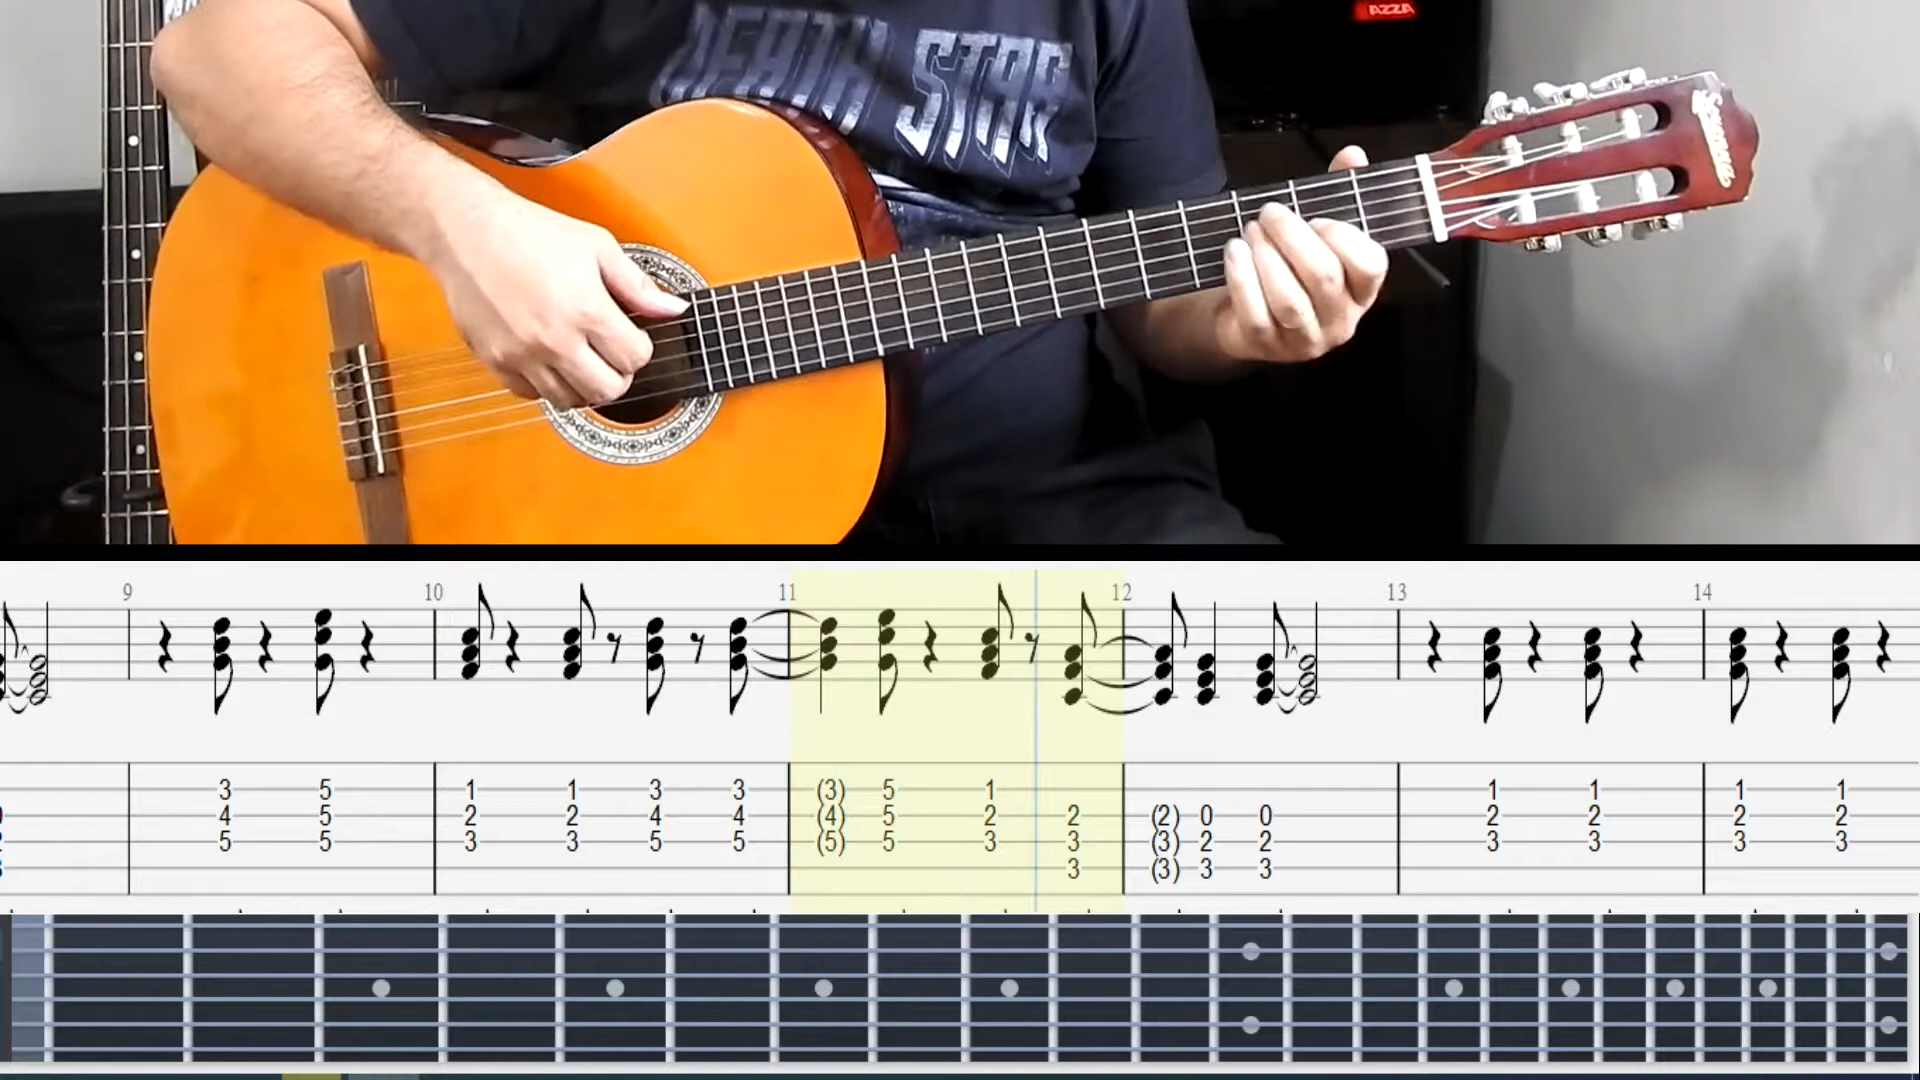 AZZA
DEATH STAR
9 10 11 12 13 14
3 5 1 1 3 3 (3) 5 1 1 1 1 1
4 5 2 2 4 4 (4) 5 2 2 (2) 0 0 2 2 2 2
5 5 3 3 5 5 (5) 5 3 3 (3) 2 2 3 3 3 3
3 (3) 3 3